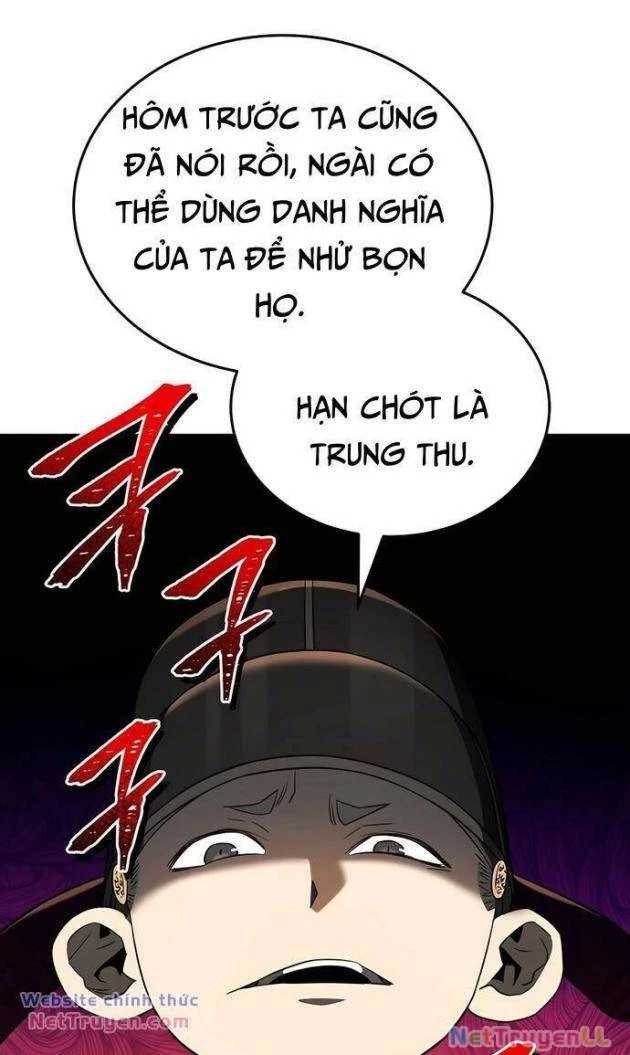 HÔM TRƯỚC TA CŨNG
ĐÃ NÓI RỒI, NGÀI CÓ
THỂ DÙNG DANH NGHĨA
CỦA TA ĐỂ NHỬ BỌN
HỌ.
HẠN CHÓT LÀ
TRUNG THU.
ㅋ
ㅋ
ㅋ
Website chính thức
NetTruyen.com
NetTruyenLL